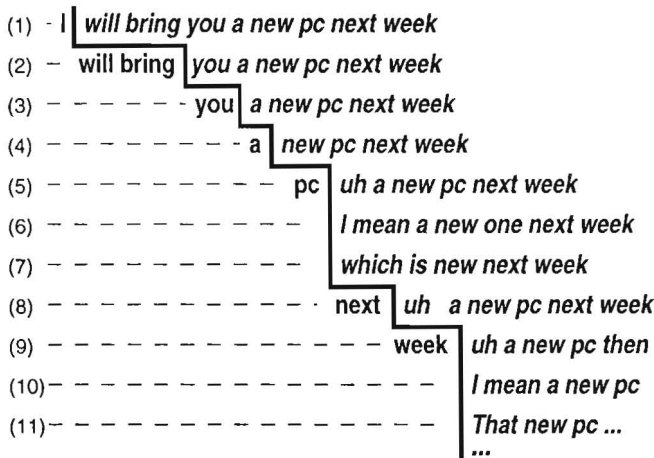 (1) - I will bring you a new pc next week
(2) – will bring you a new pc next week
(3) – – – – – – you a new pc next week
(4) – – – – – – – – a new pc next week
(5) – – – – – – – – – pc uh a new pc next week
(6) – – – – – – – – – – I mean a new one next week
(7) – – – – – – – – – – which is new next week
(8) – – – – – – – – – – next uh a new pc next week
(9) – – – – – – – – – – – – week uh a new pc then
(10) – – – – – – – – – – – – – – I mean a new pc
(11) – – – – – – – – – – – – – – That new pc ...
...